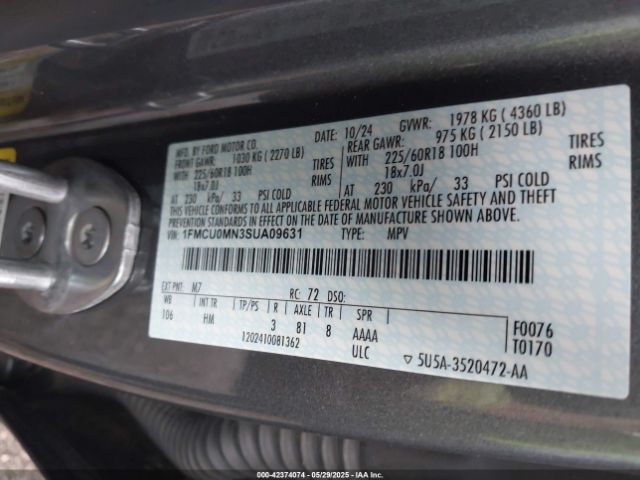 MFD. BY FORD MOTOR CO.
DATE: 10/24 GVWR: 1978 KG ( 4360 LB)
FRONT GAWR: 1030 KG ( 2270 LB)
REAR GAWR: 975 KG ( 2150 LB)
WITH 225/60R18 100H TIRES
WITH 225/60R18 100H TIRES
18x7.0J RIMS
18x7.0J RIMS
AT 230 kPa/ 33 PSI COLD
AT 230 kPa/ 33 PSI COLD
THIS VEHICLE CONFORMS TO ALL APPLICABLE FEDERAL MOTOR VEHICLE SAFETY AND THEFT
PREVENTION STANDARDS IN EFFECT ON THE DATE OF MANUFACTURE SHOWN ABOVE.
VIN: 1FMCU0MN3SUA09631 TYPE: MPV
EXT PNT: M7 RC: 72 DSO:
WB INT TR TP/PS R AXLE TR SPR
106 HM 3 81 8 AAAA
F0076
1202410081362 ULC
T0170
▽ 5U5A-3520472-AA
00-42374074 | 05/29/2025 | IAA Inc.